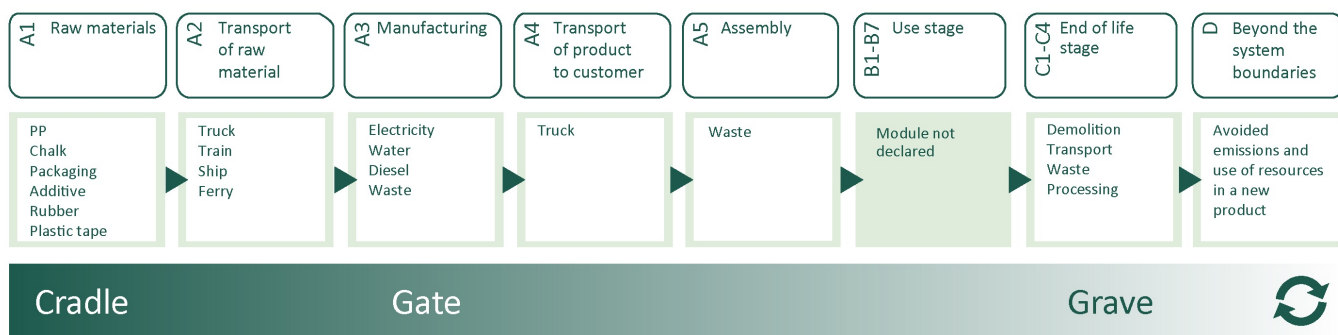 A1 Raw materials
A2 Transport
of raw
material
A3 Manufacturing
A4 Transport
of product
to customer
A5 Assembly
B1-B7 Use stage
C1-C4 End of life
stage
D Beyond the
system
boundaries
PP
Chalk
Packaging
Additive
Rubber
Plastic tape
Truck
Train
Ship
Ferry
Electricity
Water
Diesel
Waste
Truck
Waste
Module not
declared
Demolition
Transport
Waste
Processing
Avoided
emissions and
use of resources
in a new
product
Cradle
Gate
Grave